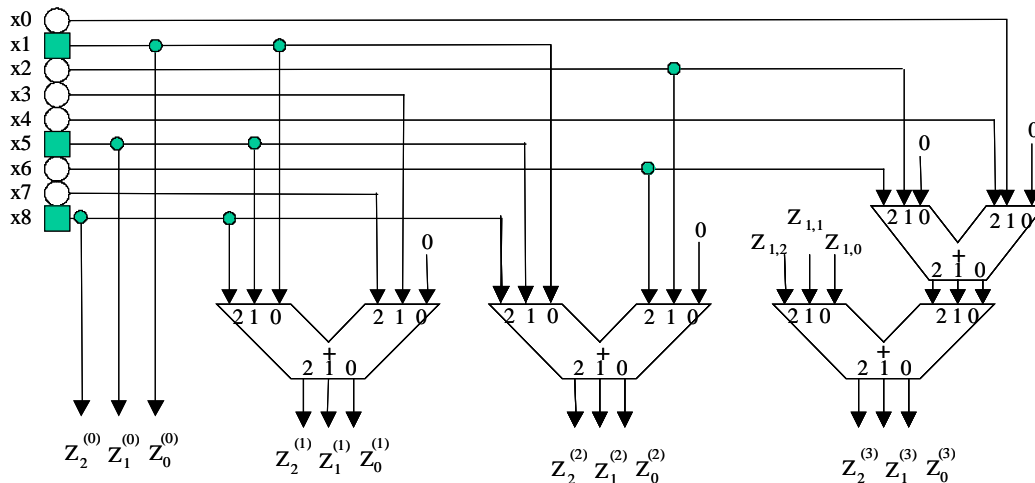 x0
x1
x2
x3
x4
x5
x6
x7
x8
0
0
0
0
Z1,2
Z1,1
Z1,0
2 1 0
2 1 0
+
2 1 0
2 1 0
2 1 0
+
2 1 0
2 1 0
2 1 0
+
2 1 0
2 1 0
2 1 0
+
2 1 0
Z2(0) Z1(0) Z0(0)
Z2(1) Z1(1) Z0(1)
Z2(2) Z1(2) Z0(2)
Z2(3) Z1(3) Z0(3)